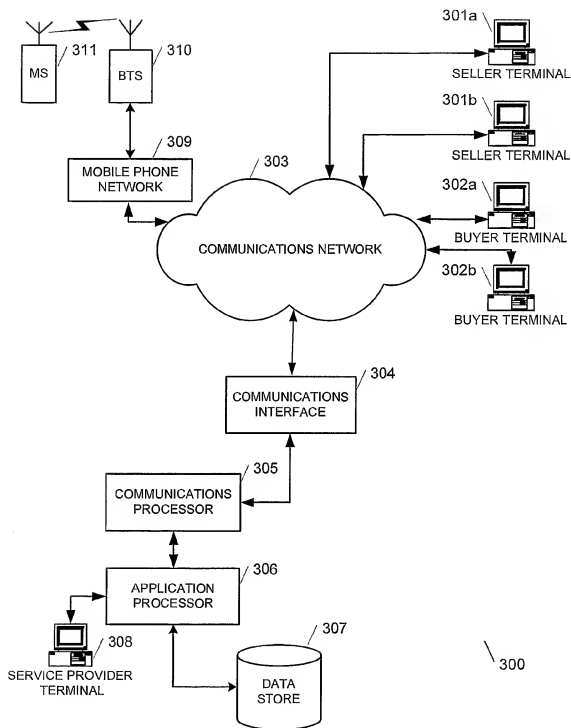 301a
SELLER TERMINAL
MS
311
BTS
310
301b
SELLER TERMINAL
309
MOBILE PHONE
NETWORK
303
COMMUNICATIONS NETWORK
302a
BUYER TERMINAL
302b
BUYER TERMINAL
304
COMMUNICATIONS
INTERFACE
305
COMMUNICATIONS
PROCESSOR
306
APPLICATION
PROCESSOR
308
SERVICE PROVIDER
TERMINAL
307
DATA
STORE
300